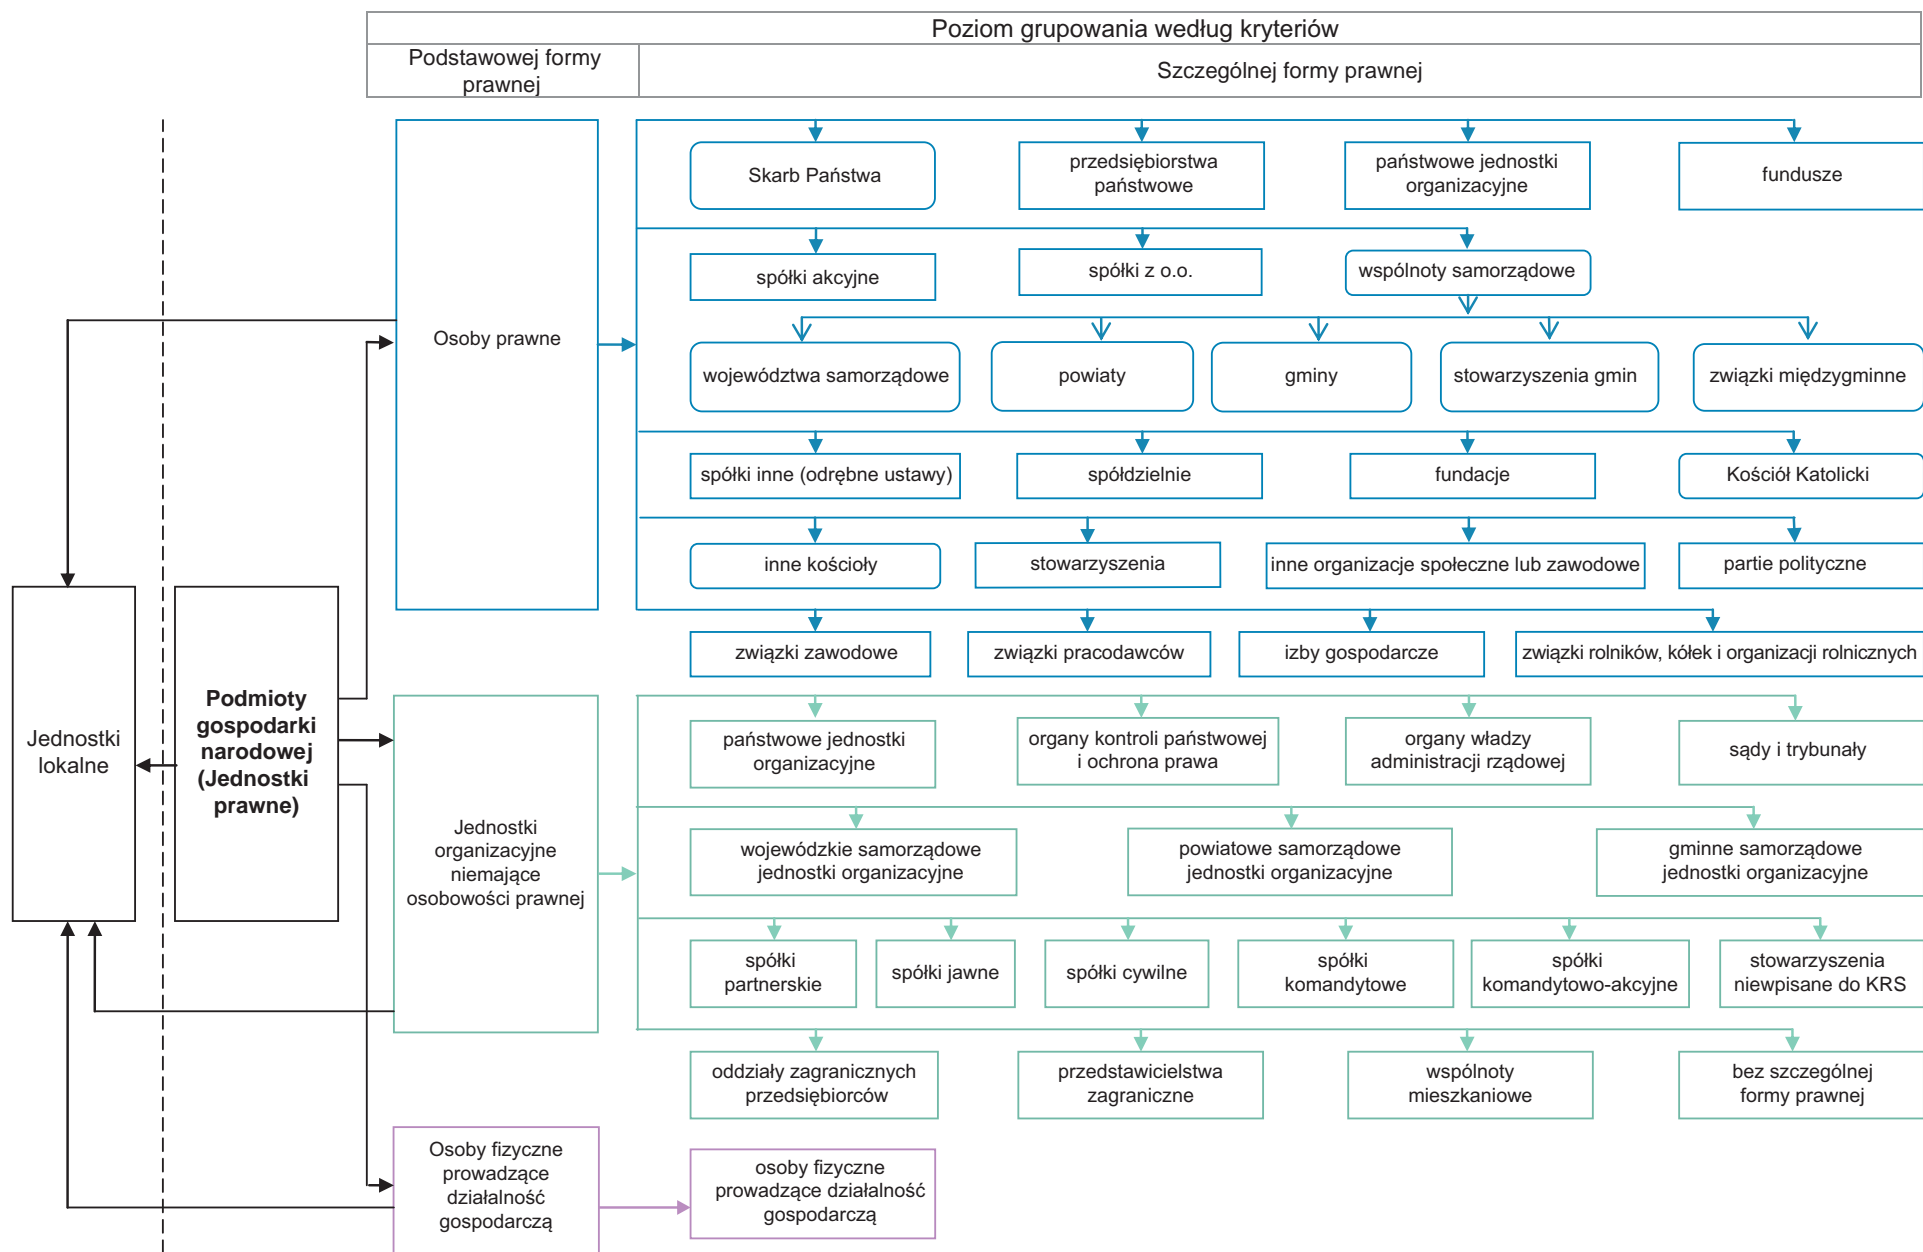 Poziom grupowania według kryteriów
Podstawowej formy
prawnej
Szczególnej formy prawnej
Skarb Państwa
przedsiębiorstwa
państwowe
państwowe jednostki
organizacyjne
fundusze
spółki akcyjne
spółki z o.o.
wspólnoty samorządowe
Osoby prawne
województwa samorządowe
powiaty
gminy
stowarzyszenia gmin
związki międzygminne
spółki inne (odrębne ustawy)
spółdzielnie
fundacje
Kościół Katolicki
inne kościoły
stowarzyszenia
inne organizacje społeczne lub zawodowe
partie polityczne
związki zawodowe
związki pracodawców
izby gospodarcze
związki rolników, kółek i organizacji rolniczych
Jednostki
lokalne
Podmioty
gospodarki
narodowej
(Jednostki
prawne)
państwowe jednostki
organizacyjne
organy kontroli państwowej
i ochrona prawa
organy władzy
administracji rządowej
sądy i trybunały
Jednostki
organizacyjne
niemające
osobowości prawnej
wojewódzkie samorządowe
jednostki organizacyjne
powiatowe samorządowe
jednostki organizacyjne
gminne samorządowe
jednostki organizacyjne
spółki
partnerskie
spółki jawne
spółki cywilne
spółki
komandytowe
spółki
komandytowo-akcyjne
stowarzyszenia
niewpisane do KRS
oddziały zagranicznych
przedsiębiorców
przedstawicielstwa
zagraniczne
wspólnoty
mieszkaniowe
bez szczególnej
formy prawnej
Osoby fizyczne
prowadzące
działalność
gospodarczą
osoby fizyczne
prowadzące działalność
gospodarczą